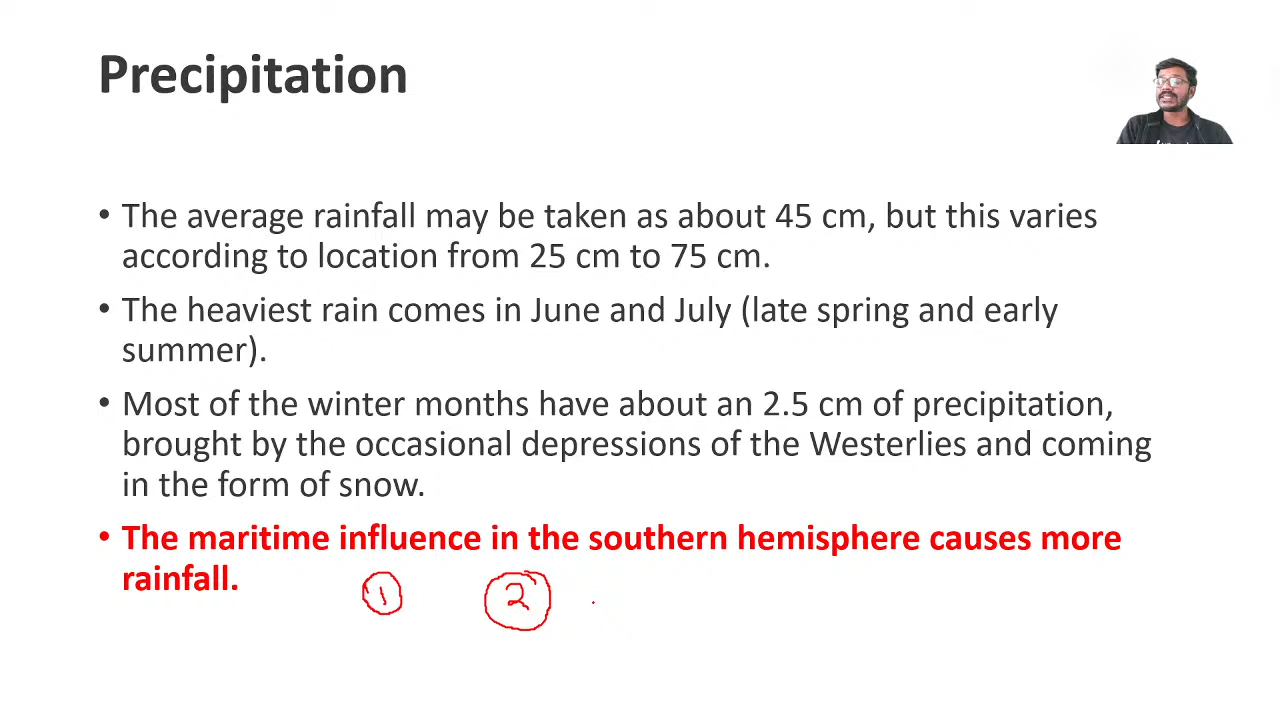 Precipitation
• The average rainfall may be taken as about 45 cm, but this varies
according to location from 25 cm to 75 cm.
• The heaviest rain comes in June and July (late spring and early
summer).
• Most of the winter months have about an 2.5 cm of precipitation,
brought by the occasional depressions of the Westerlies and coming
in the form of snow.
• The maritime influence in the southern hemisphere causes more
rainfall.
1 2